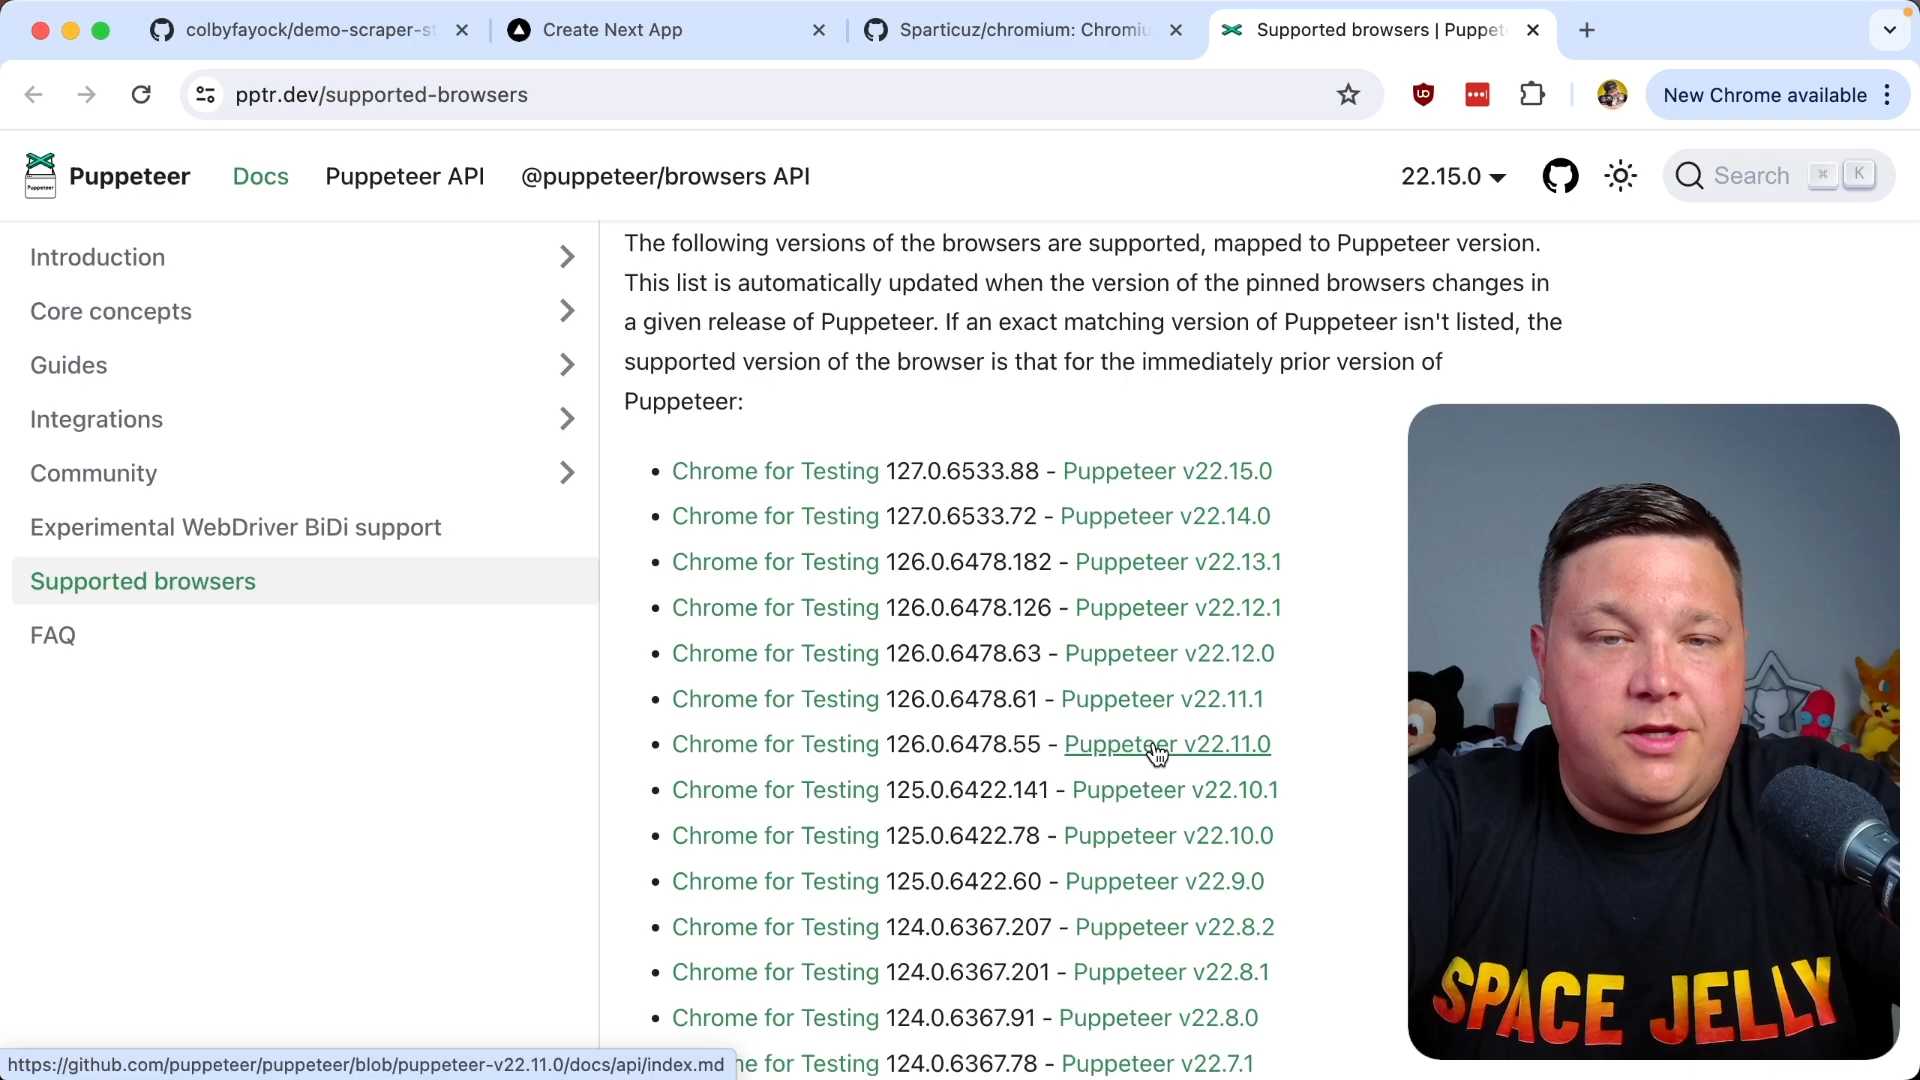 colbyfayock/demo-scraper-st
Create Next App
Sparticuz/chromium: Chromiu
Supported browsers | Puppet
pptr.dev/supported-browsers
New Chrome available
Puppeteer
Docs
Puppeteer API
@puppeteer/browsers API
22.15.0
Search
⌘ K
Introduction
Core concepts
Guides
Integrations
Community
Experimental WebDriver BiDi support
Supported browsers
FAQ
The following versions of the browsers are supported, mapped to Puppeteer version.
This list is automatically updated when the version of the pinned browsers changes in
a given release of Puppeteer. If an exact matching version of Puppeteer isn't listed, the
supported version of the browser is that for the immediately prior version of
Puppeteer:
Chrome for Testing 127.0.6533.88 - Puppeteer v22.15.0
Chrome for Testing 127.0.6533.72 - Puppeteer v22.14.0
Chrome for Testing 126.0.6478.182 - Puppeteer v22.13.1
Chrome for Testing 126.0.6478.126 - Puppeteer v22.12.1
Chrome for Testing 126.0.6478.63 - Puppeteer v22.12.0
Chrome for Testing 126.0.6478.61 - Puppeteer v22.11.1
Chrome for Testing 126.0.6478.55 - Puppeteer v22.11.0
Chrome for Testing 125.0.6422.141 - Puppeteer v22.10.1
Chrome for Testing 125.0.6422.78 - Puppeteer v22.10.0
Chrome for Testing 125.0.6422.60 - Puppeteer v22.9.0
Chrome for Testing 124.0.6367.207 - Puppeteer v22.8.2
Chrome for Testing 124.0.6367.201 - Puppeteer v22.8.1
Chrome for Testing 124.0.6367.91 - Puppeteer v22.8.0
ne for Testing 124.0.6367.78 - Puppeteer v22.7.1
https://github.com/puppeteer/puppeteer/blob/puppeteer-v22.11.0/docs/api/index.md
SPACE JELLY